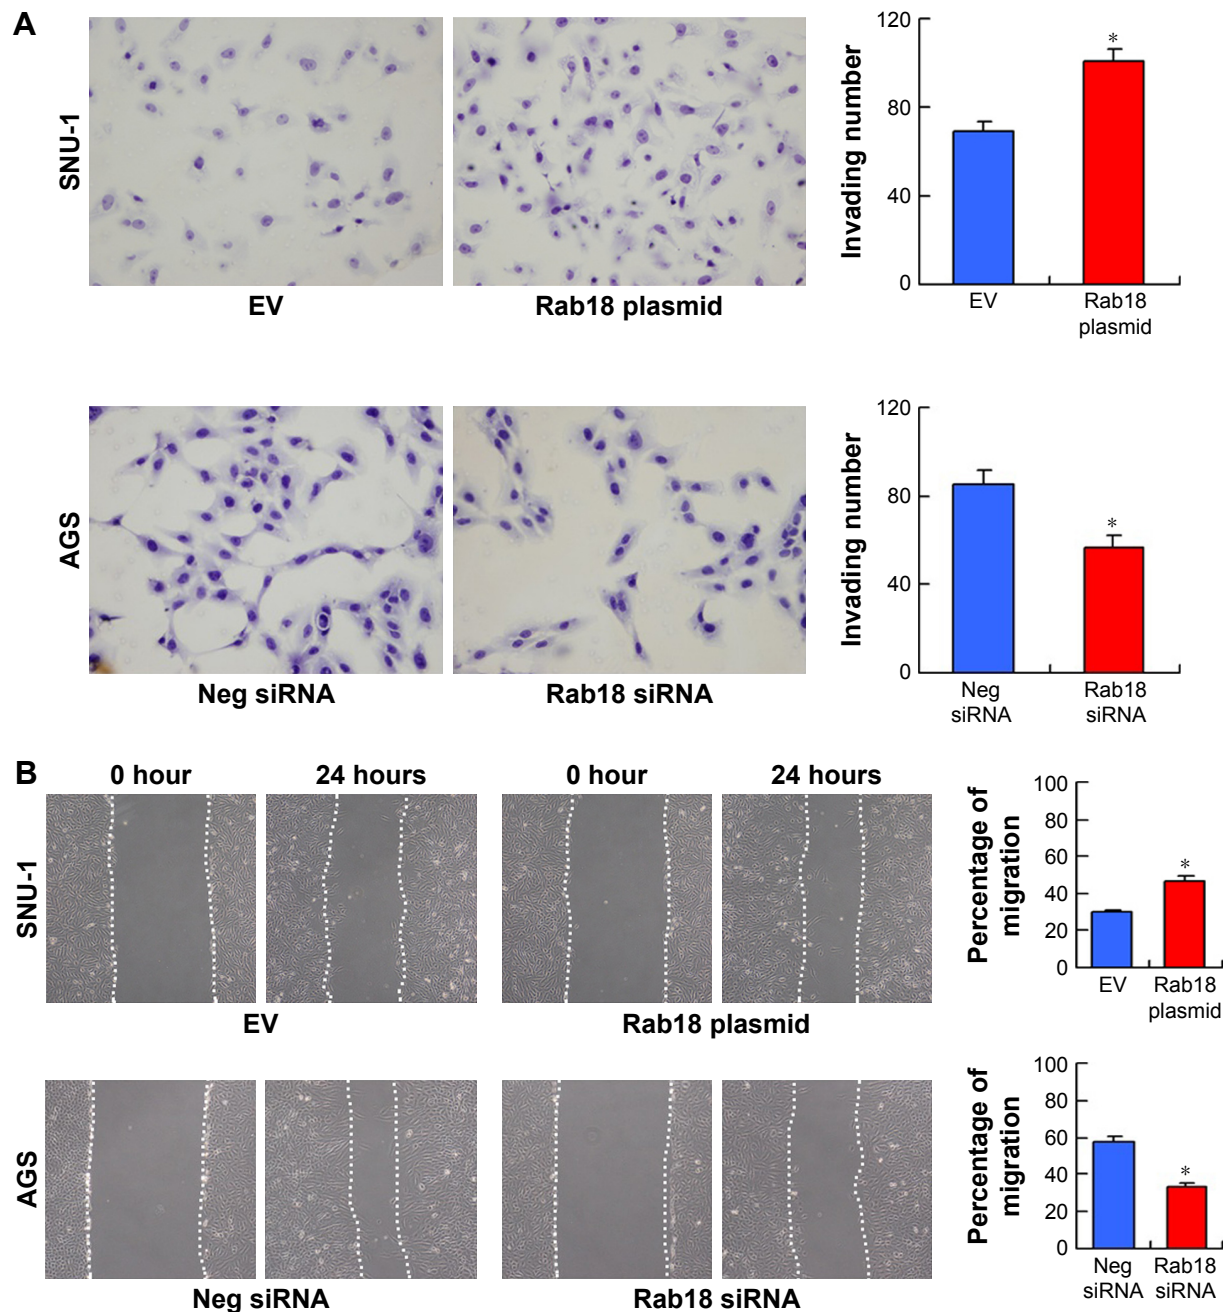 A
SNU-1
EV
Rab18 plasmid
Invading number
120
80
40
0
*
EV
Rab18
plasmid
AGS
Neg siRNA
Rab18 siRNA
Invading number
120
80
40
0
*
Neg
siRNA
Rab18
siRNA
B
0 hour
24 hours
0 hour
24 hours
SNU-1
EV
Rab18 plasmid
Percentage of
migration
100
80
60
40
20
0
*
EV
Rab18
plasmid
AGS
Neg siRNA
Rab18 siRNA
Percentage of
migration
100
80
60
40
20
0
*
Neg
siRNA
Rab18
siRNA